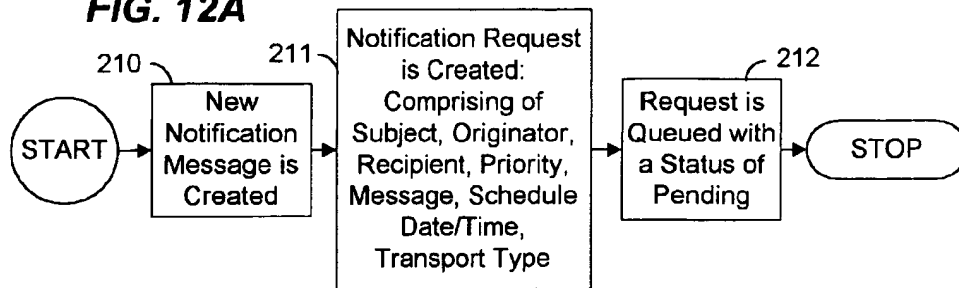 FIG. 12A
START
210
New
Notification
Message is
Created
211
Notification Request
is Created:
Comprising of
Subject, Originator,
Recipient, Priority,
Message, Schedule
Date/Time,
Transport Type
212
Request is
Queued with
a Status of
Pending
STOP